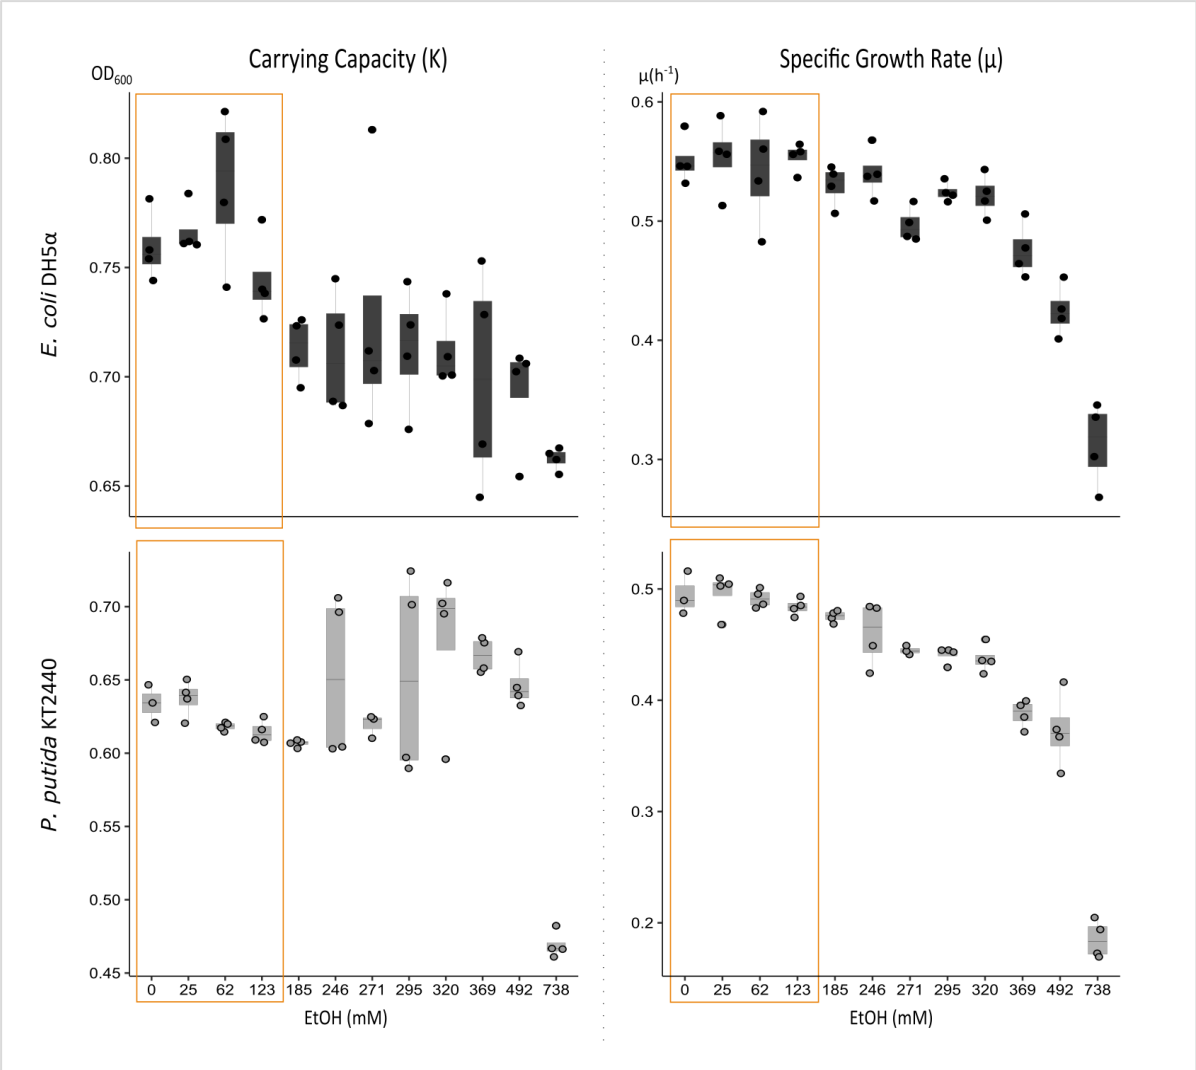 Carrying Capacity (K)
Specific Growth Rate (μ)
OD600
μ(h-1)
E. coli DH5α
0.80
0.75
0.70
0.65
0.6
0.5
0.4
0.3
P. putida KT2440
0.70
0.65
0.60
0.55
0.50
0.45
0.5
0.4
0.3
0.2
0 25 62 123 185 246 271 295 320 369 492 738
0 25 62 123 185 246 271 295 320 369 492 738
EtOH (mM)
EtOH (mM)